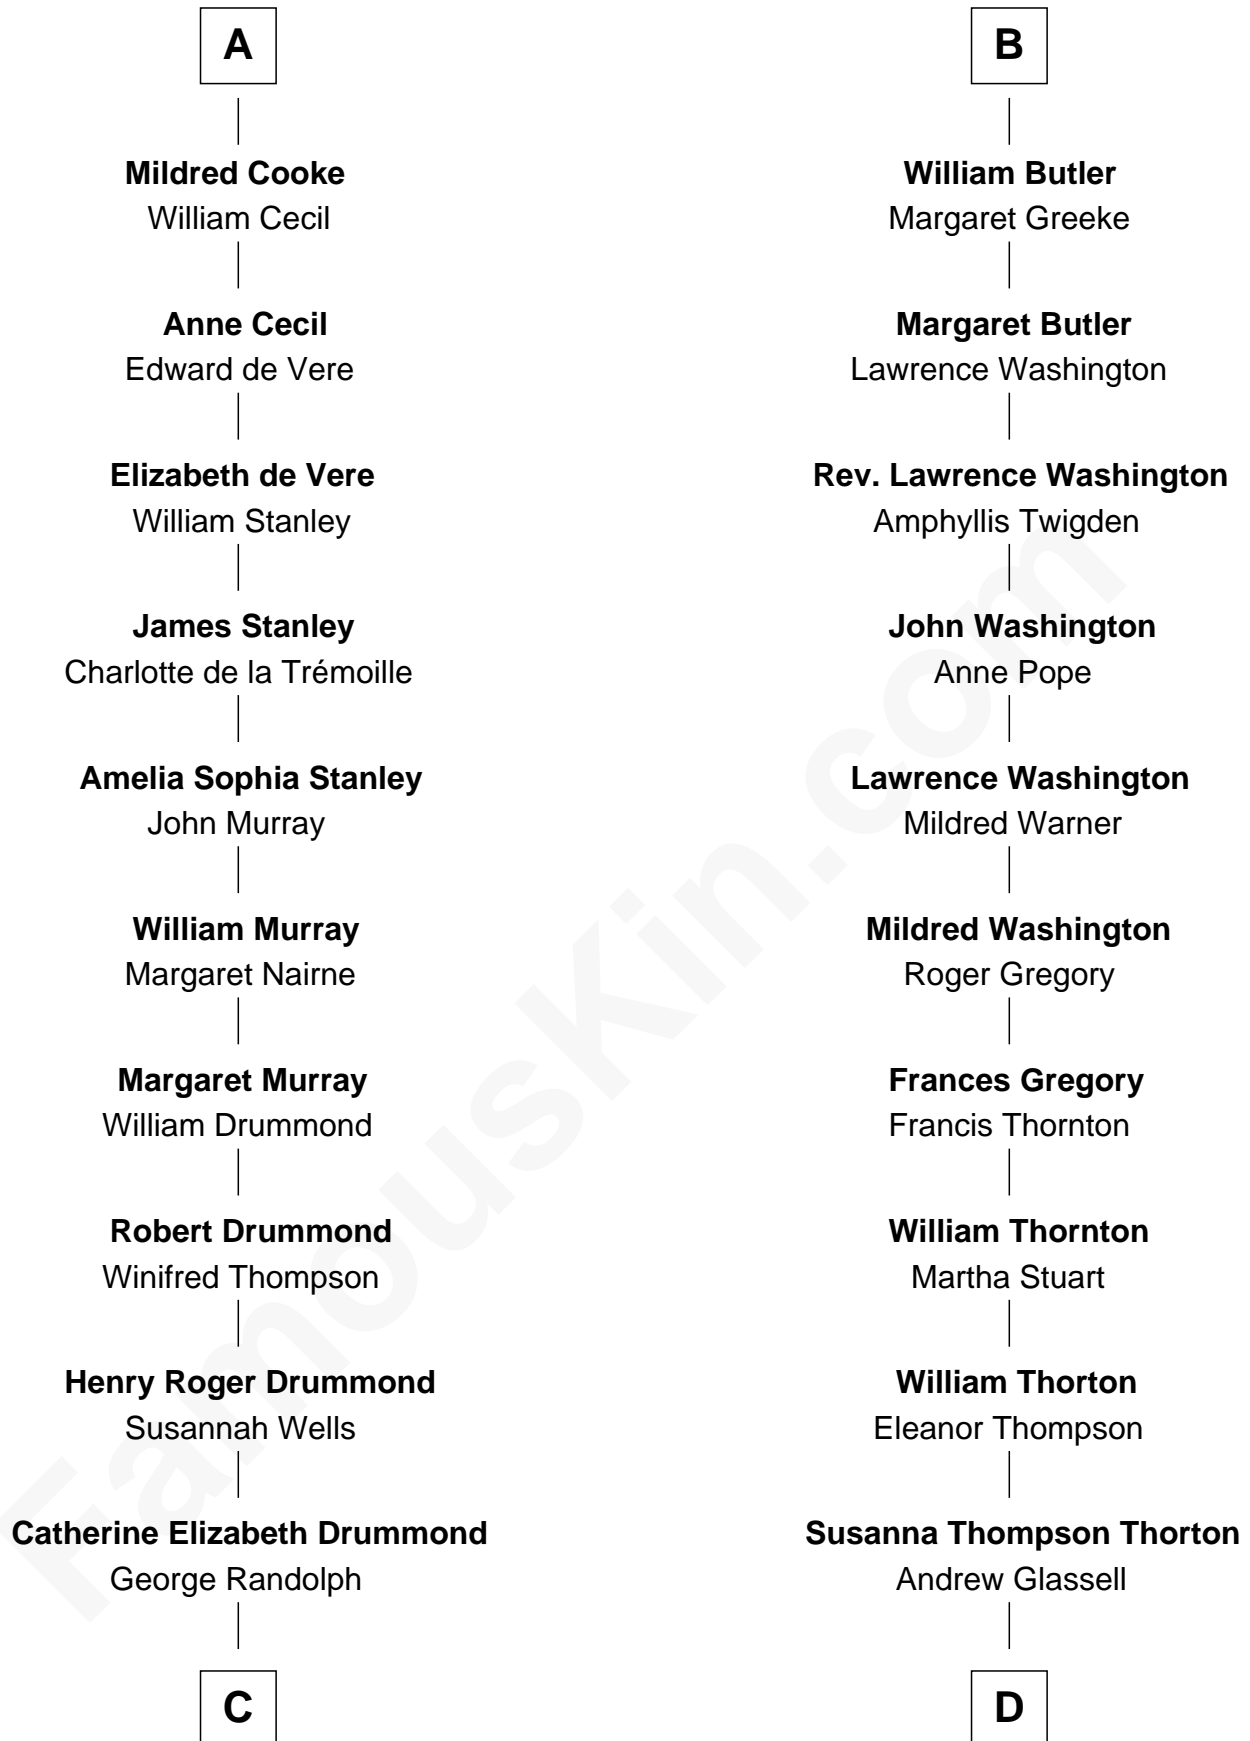 A
Mildred Cooke
William Cecil
Anne Cecil
Edward de Vere
Elizabeth de Vere
William Stanley
James Stanley
Charlotte de la Trémoille
Amelia Sophia Stanley
John Murray
William Murray
Margaret Nairne
Margaret Murray
William Drummond
Robert Drummond
Winifred Thompson
Henry Roger Drummond
Susannah Wells
Catherine Elizabeth Drummond
George Randolph
C
B
William Butler
Margaret Greeke
Margaret Butler
Lawrence Washington
Rev. Lawrence Washington
Amphyllis Twigden
John Washington
Anne Pope
Lawrence Washington
Mildred Warner
Mildred Washington
Roger Gregory
Frances Gregory
Francis Thornton
William Thornton
Martha Stuart
William Thorton
Eleanor Thompson
Susanna Thompson Thorton
Andrew Glassell
D
FamousKin.com